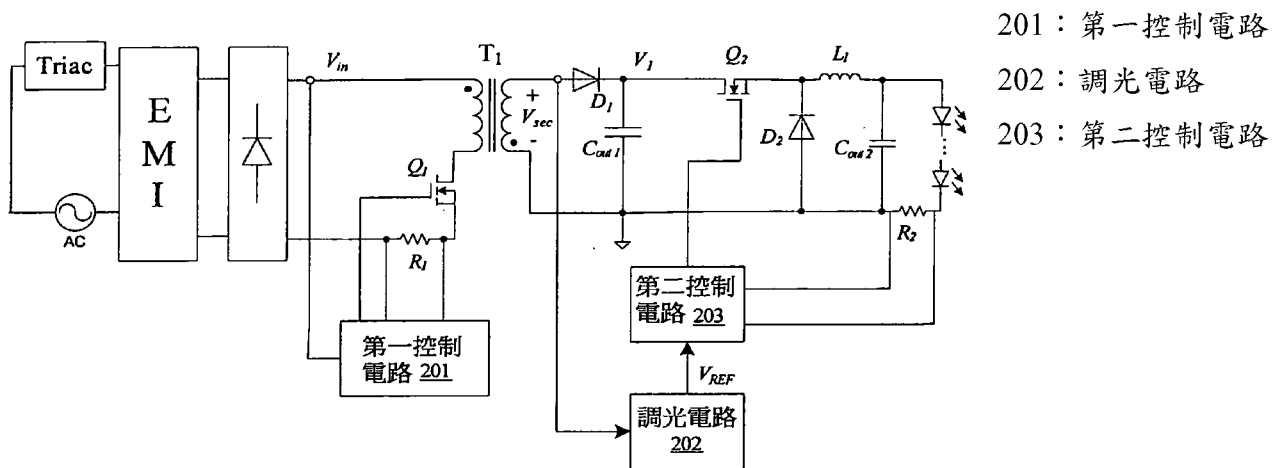 201：第一控制電路
202：調光電路
203：第二控制電路
Triac
EMI
AC
Vin
T1
+
Vsec
-
D1
V1
Q2
L1
Q1
Cout1
D2
Cout2
R1
R2
第一控制
電路 201
第二控制
電路 203
VREF
調光電路
202